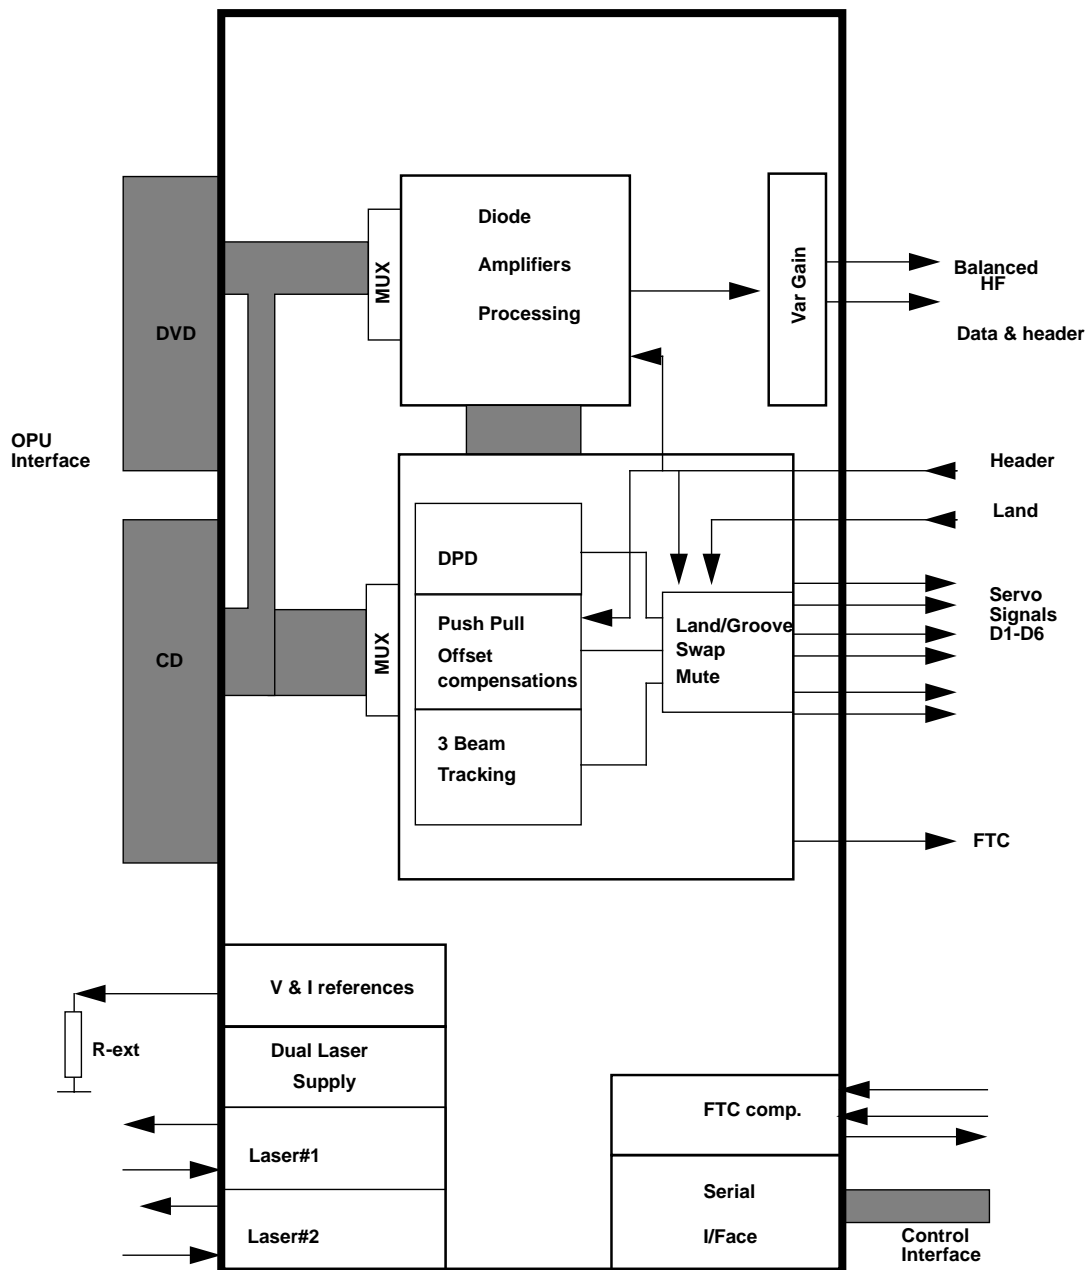 Diode
Amplifiers
Processing
MUX
Var Gain
Balanced
HF
Data & header
DVD
OPU
Interface
Header
Land
DPD
Servo
Signals
D1-D6
Push Pull
Offset
compensations
Land/Groove
Swap
Mute
MUX
CD
3 Beam
Tracking
FTC
V & I references
R-ext
Dual Laser
Supply
FTC comp.
Laser#1
Serial
I/Face
Laser#2
Control
Interface